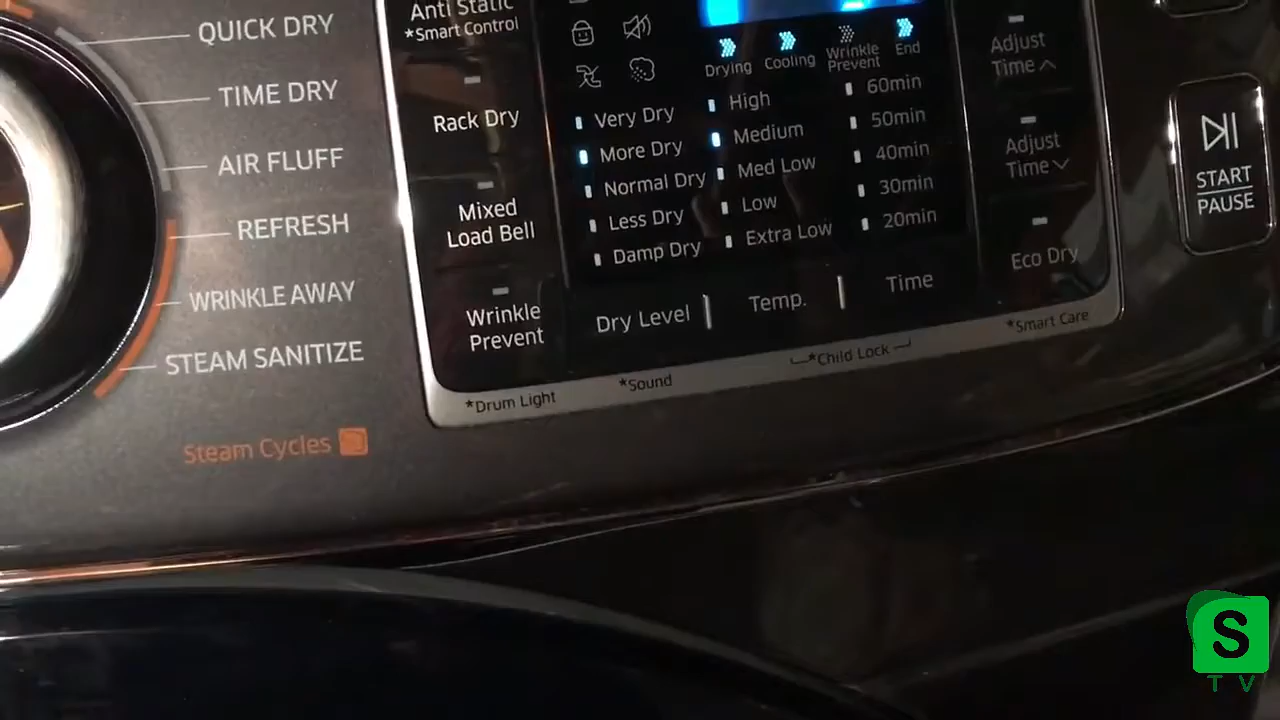 QUICK DRY
TIME DRY
AIR FLUFF
REFRESH
WRINKLE AWAY
STEAM SANITIZE
Steam Cycles
Anti Static
*Smart Control
Rack Dry
Mixed
Load Bell
Wrinkle
Prevent
Drying
Cooling
Wrinkle
Prevent
End
Very Dry
More Dry
Normal Dry
Less Dry
Damp Dry
High
Medium
Med Low
Low
Extra Low
60min
50min
40min
30min
20min
Dry Level
Temp.
Time
Adjust
Time
Adjust
Time
Eco Dry
*Drum Light
*Sound
*Child Lock
*Smart Care
START
PAUSE
S
TV